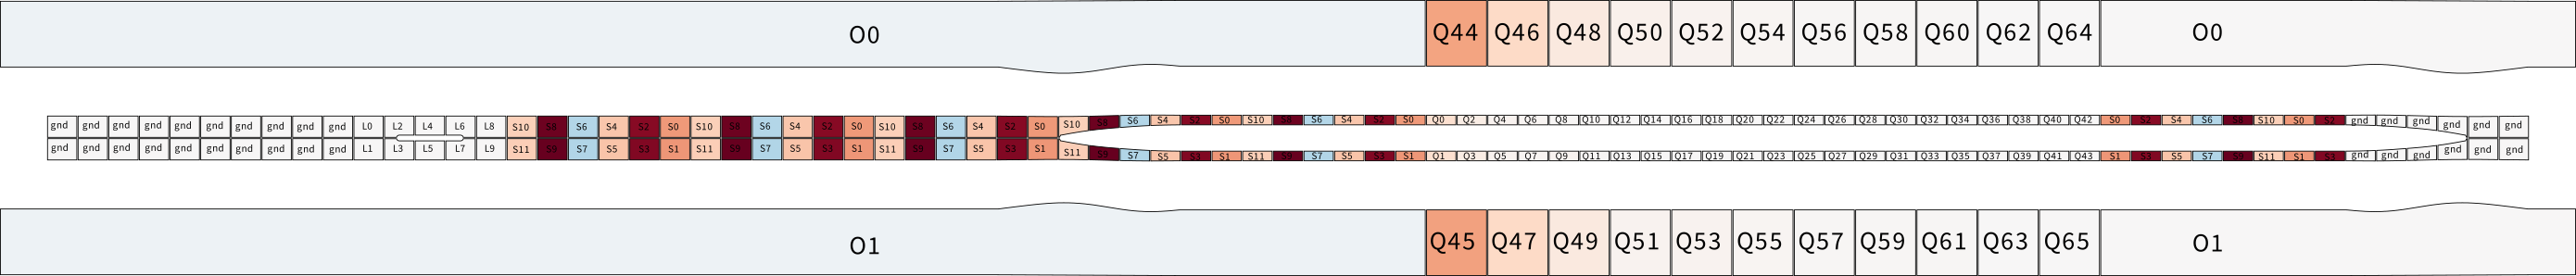 O0 Q44 Q46 Q48 Q50 Q52 Q54 Q56 Q58 Q60 Q62 Q64 O0
gnd gnd gnd gnd gnd gnd gnd gnd gnd gnd L0 L2 L4 L6 L8 S10 S8 S6 S4 S2 S0 S10 S8 S6 S4 S2 S0 S10 S8 S6 S4 S2 S0 S10 S8 S6 S4 S2 S0 S10 S8 S6 S4 S2 S0 Q0 Q2 Q4 Q6 Q8 Q10 Q12 Q14 Q16 Q18 Q20 Q22 Q24 Q26 Q28 Q30 Q32 Q34 Q36 Q38 Q40 Q42 S0 S2 S4 S6 S8 S10 S0 S2 gnd gnd gnd gnd gnd gnd
gnd gnd gnd gnd gnd gnd gnd gnd gnd gnd L1 L3 L5 L7 L9 S11 S9 S7 S5 S3 S1 S11 S9 S7 S5 S3 S1 S11 S9 S7 S5 S3 S1 S11 S9 S7 S5 S3 S1 S11 S9 S7 S5 S3 S1 Q1 Q3 Q5 Q7 Q9 Q11 Q13 Q15 Q17 Q19 Q21 Q23 Q25 Q27 Q29 Q31 Q33 Q35 Q37 Q39 Q41 Q43 S1 S3 S5 S7 S9 S11 S1 S3 gnd gnd gnd gnd gnd gnd
O1 Q45 Q47 Q49 Q51 Q53 Q55 Q57 Q59 Q61 Q63 Q65 O1